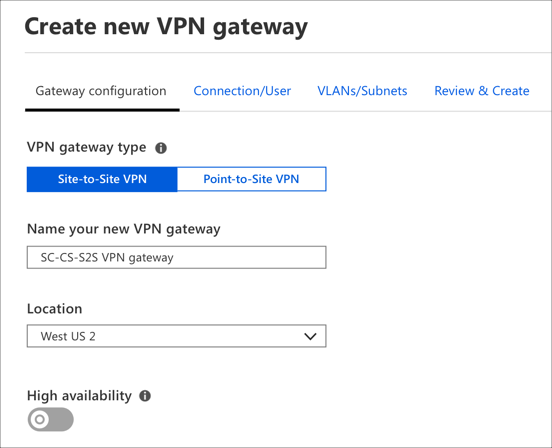 Create new VPN gateway
Gateway configuration Connection/User VLANs/Subnets Review & Create
VPN gateway type
Site-to-Site VPN Point-to-Site VPN
Name your new VPN gateway
SC-CS-S2S VPN gateway
Location
West US 2
High availability